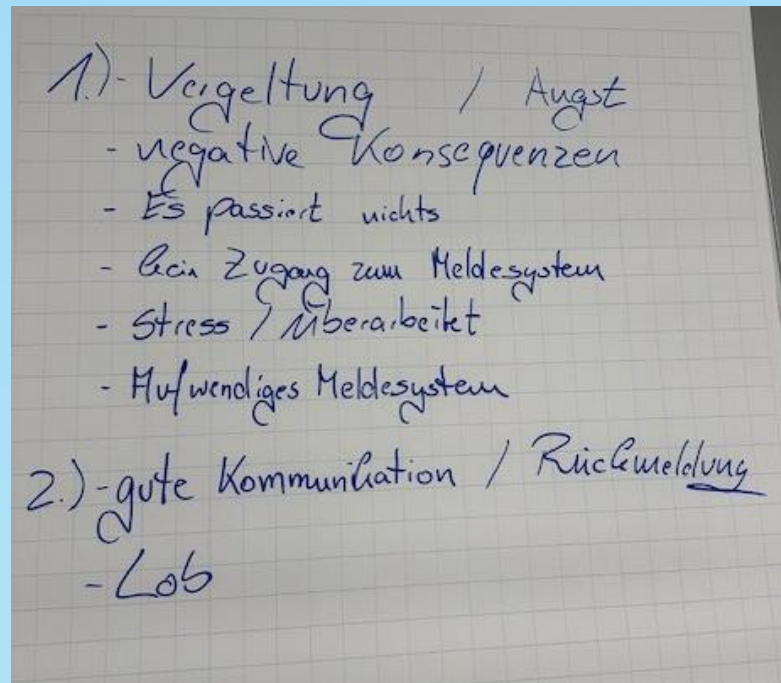 1.) - Vergeltung / Angst
- negative Konsequenzen
- Es passiert nichts
- kein Zugang zum Meldesystem
- Stress / Überarbeitet
- Aufwendiges Meldesystem
2.) - gute Kommunikation / Rückmeldung
- Lob